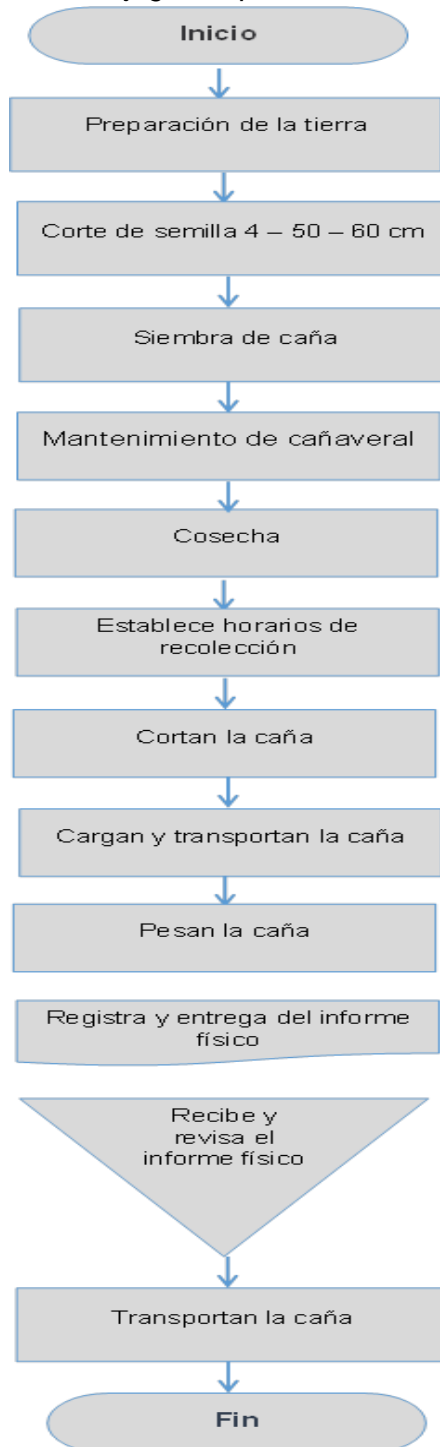 Inicio
Preparación de la tierra
Corte de semilla 4 – 50 – 60 cm
Siembra de caña
Mantenimiento de cañaveral
Cosecha
Establece horarios de
recolección
Cortan la caña
Cargan y transportan la caña
Pesan la caña
Registra y entrega del informe
físico
Recibe y
revisa el
informe físico
Transportan la caña
Fin